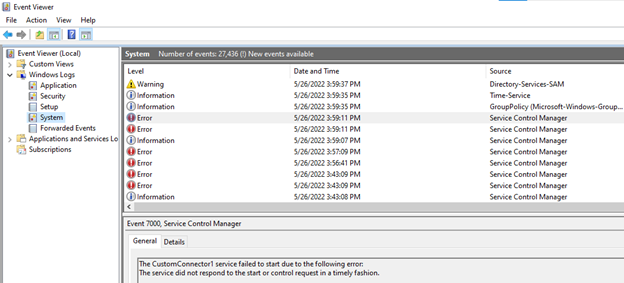 Event Viewer
File Action View Help
Event Viewer (Local)
Custom Views
Windows Logs
Application
Security
Setup
System
Forwarded Events
Applications and Services Lo
Subscriptions
System Number of events: 27,436 (!) New events available
Level Date and Time Source
Warning 5/26/2022 3:59:37 PM Directory-Services-SAM
Information 5/26/2022 3:59:35 PM Time-Service
Information 5/26/2022 3:59:35 PM GroupPolicy (Microsoft-Windows-Group...
Error 5/26/2022 3:59:11 PM Service Control Manager
Error 5/26/2022 3:59:11 PM Service Control Manager
Information 5/26/2022 3:59:07 PM Service Control Manager
Error 5/26/2022 3:57:09 PM Service Control Manager
Error 5/26/2022 3:56:41 PM Service Control Manager
Error 5/26/2022 3:43:09 PM Service Control Manager
Error 5/26/2022 3:43:09 PM Service Control Manager
Information 5/26/2022 3:43:08 PM Service Control Manager
Event 7000, Service Control Manager
General Details
The CustomConnector1 service failed to start due to the following error:
The service did not respond to the start or control request in a timely fashion.